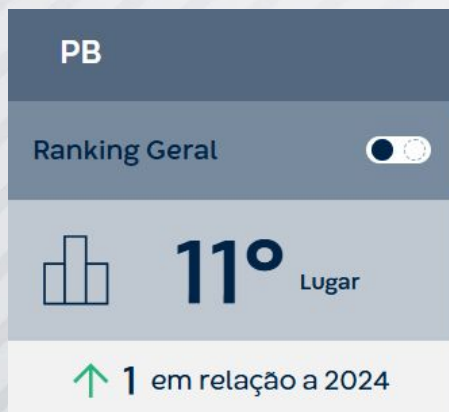 PB
Ranking Geral
11º Lugar
↑ 1 em relação a 2024